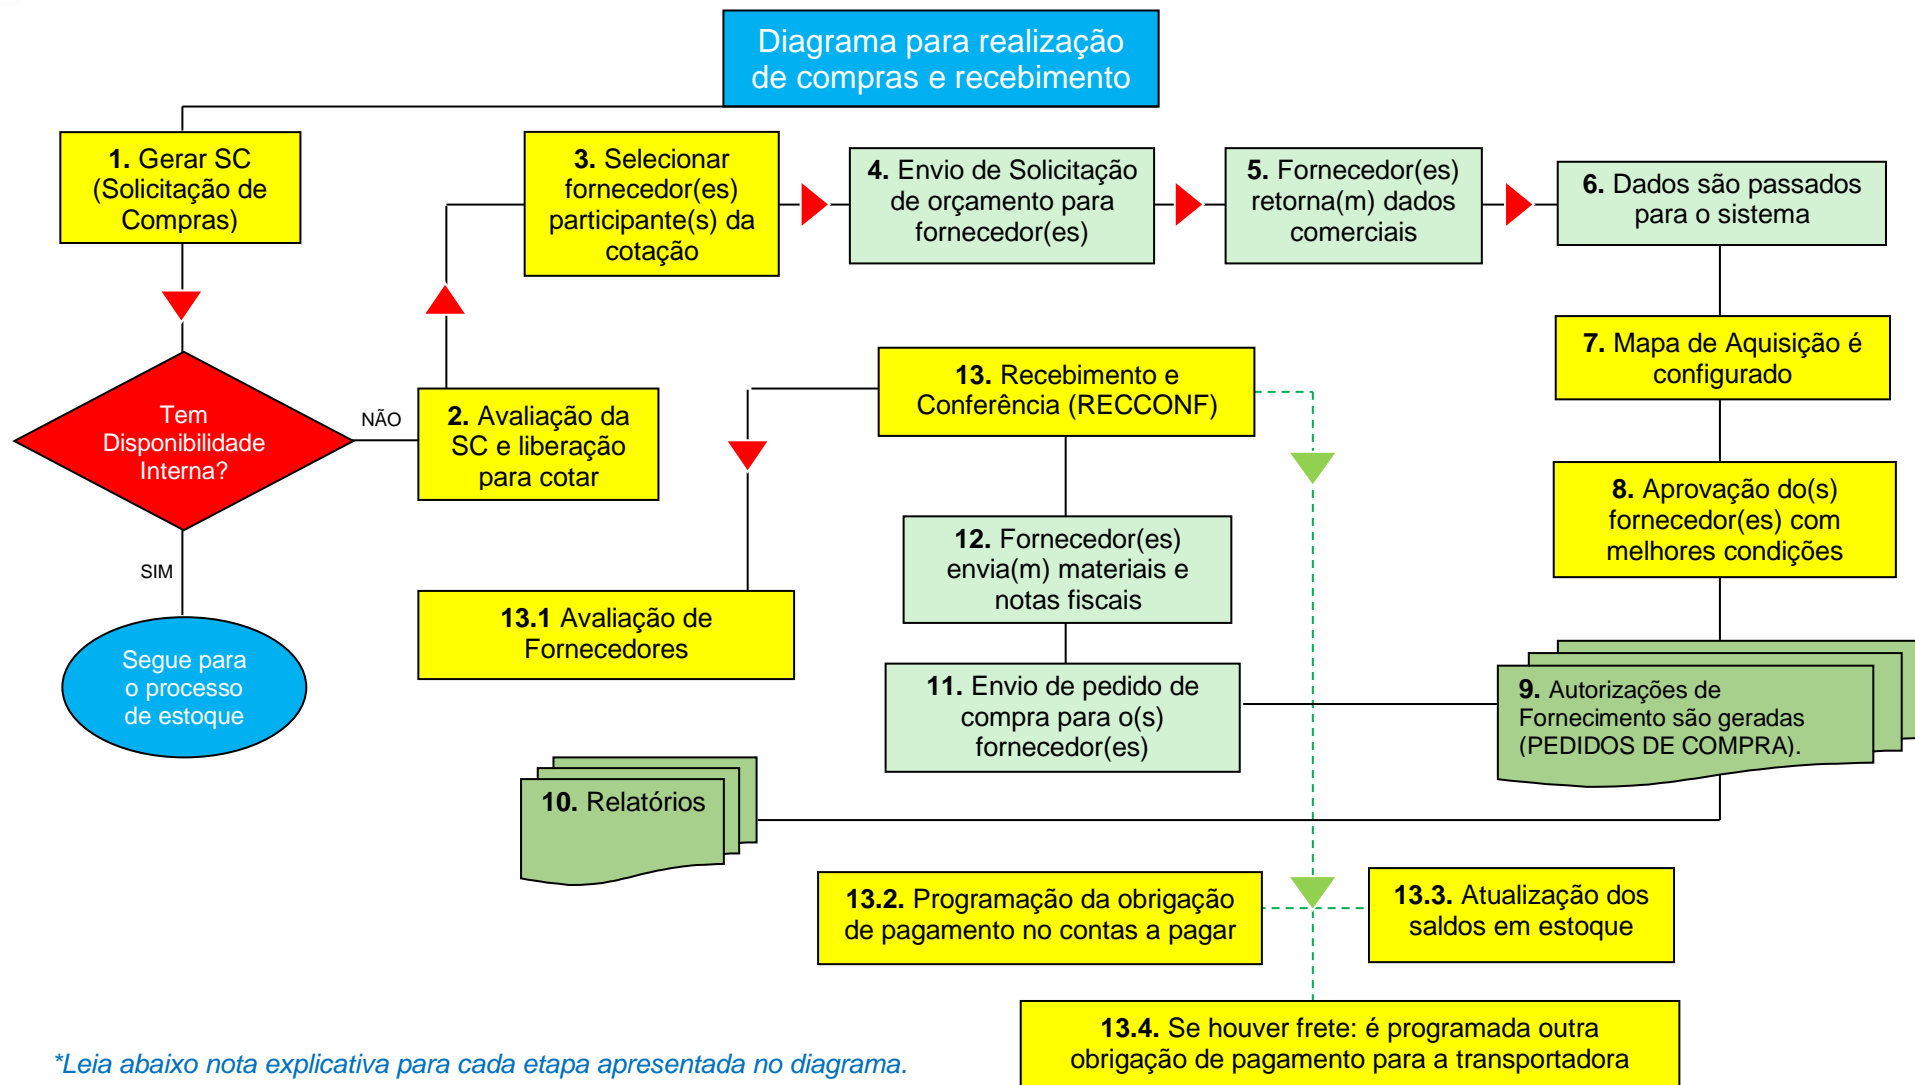 Diagrama para realização
de compras e recebimento
1. Gerar SC
(Solicitação de
Compras)
3. Selecionar
fornecedor(es)
participante(s) da
cotação
4. Envio de Solicitação
de orçamento para
fornecedor(es)
5. Fornecedor(es)
retorna(m) dados
comerciais
6. Dados são passados
para o sistema
7. Mapa de Aquisição é
configurado
13. Recebimento e
Conferência (RECCONF)
Tem
Disponibilidade
Interna?
NÃO
2. Avaliação da
SC e liberação
para cotar
8. Aprovação do(s)
fornecedor(es) com
melhores condições
12. Fornecedor(es)
envia(m) materiais e
notas fiscais
SIM
13.1 Avaliação de
Fornecedores
Segue para
o processo
de estoque
11. Envio de pedido de
compra para o(s)
fornecedor(es)
9. Autorizações de
Fornecimento são geradas
(PEDIDOS DE COMPRA).
10. Relatórios
13.2. Programação da obrigação
de pagamento no contas a pagar
13.3. Atualização dos
saldos em estoque
13.4. Se houver frete: é programada outra
obrigação de pagamento para a transportadora
*Leia abaixo nota explicativa para cada etapa apresentada no diagrama.